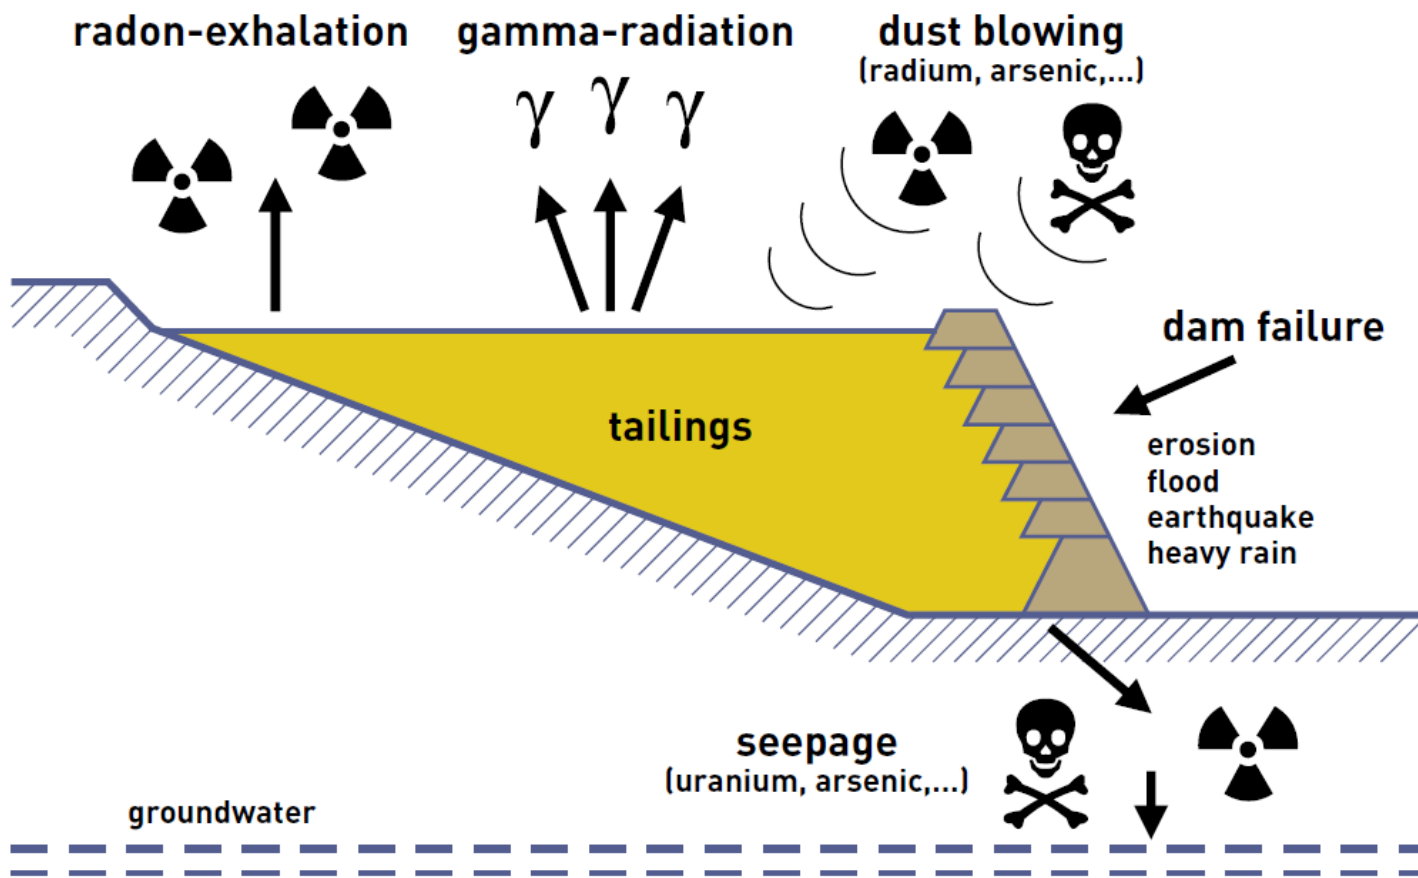 radon-exhalation
gamma-radiation
γ γ γ
dust blowing
(radium, arsenic,...)
dam failure
erosion
flood
earthquake
heavy rain
tailings
seepage
(uranium, arsenic,...)
groundwater